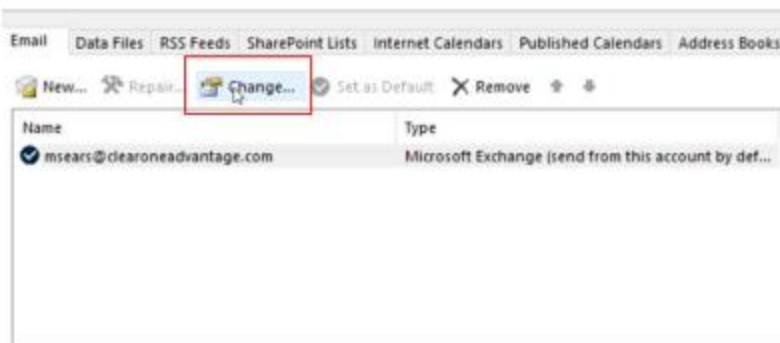 Email Data Files RSS Feeds SharePoint Lists Internet Calendars Published Calendars Address Books
New... Repair... Change... Set as Default Remove
Name Type
msears@clearoneadvantage.com Microsoft Exchange (send from this account by def...